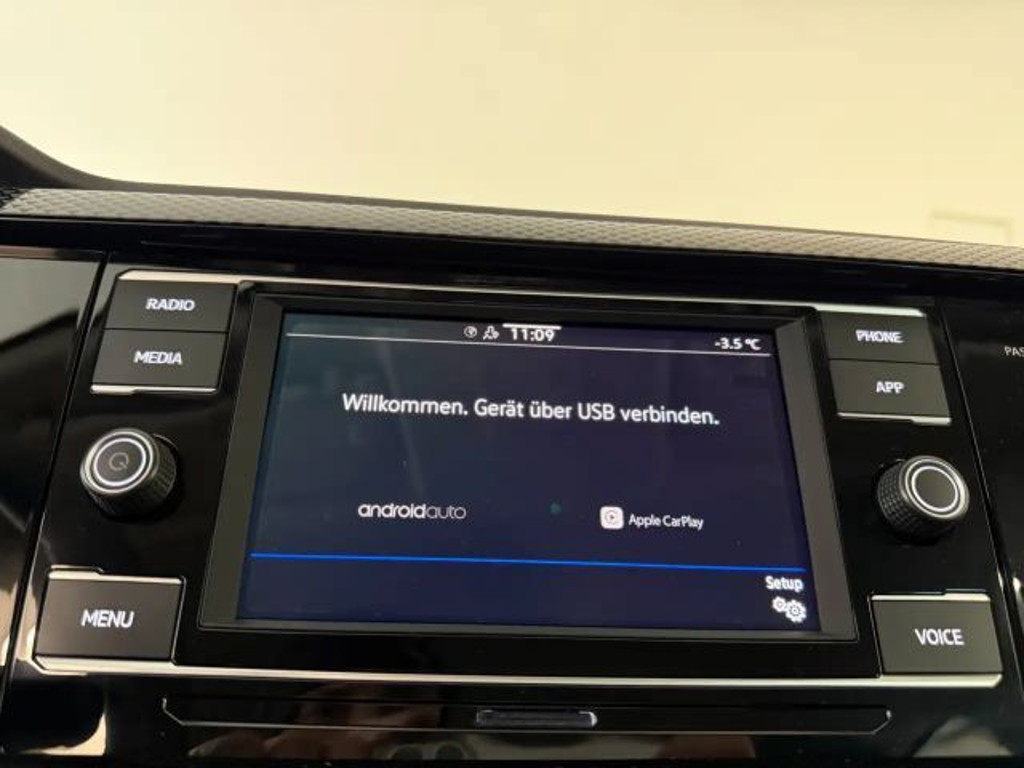 RADIO
MEDIA
11:09
-3.5 °C
PHONE
APP
PAS
Willkommen. Gerät über USB verbinden.
androidauto
Apple CarPlay
Setup
MENU
VOICE